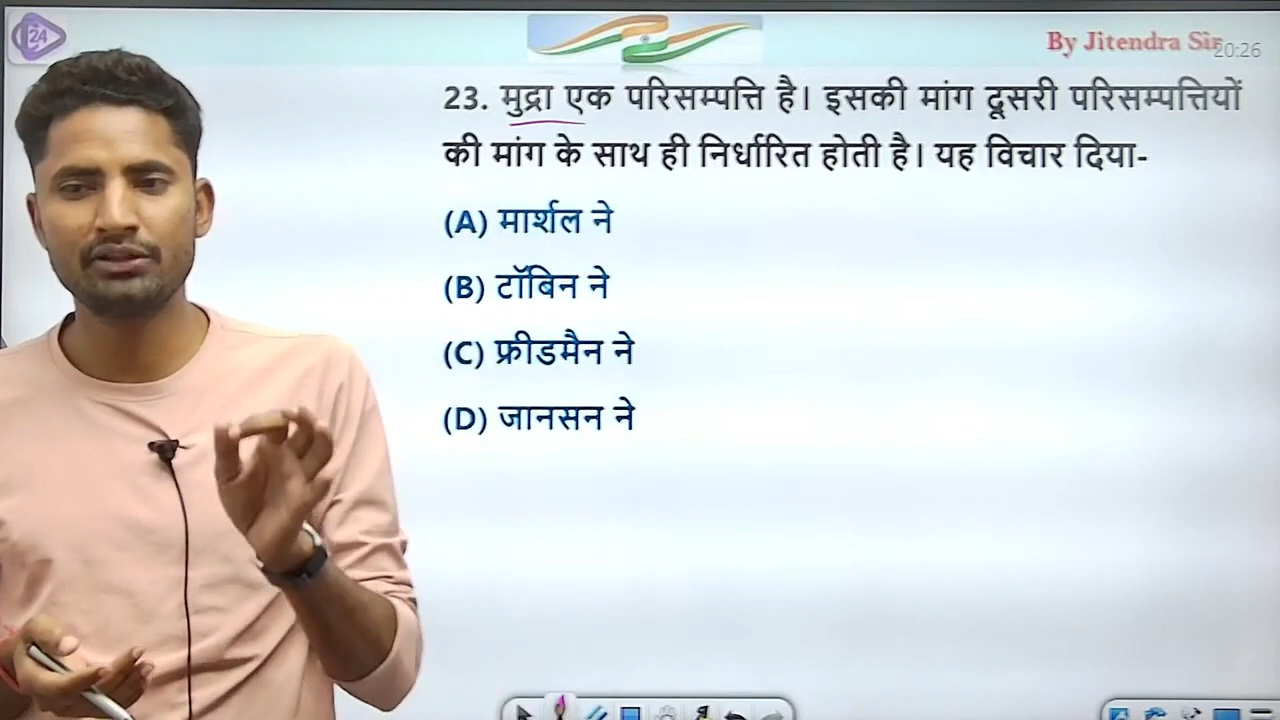 24
By Jitendra Sir
20:26
23. मुद्रा एक परिसम्पत्ति है। इसकी मांग दूसरी परिसम्पत्तियों
की मांग के साथ ही निर्धारित होती है। यह विचार दिया-
(A) मार्शल ने
(B) टॉबिन ने
(C) फ्रीडमैन ने
(D) जानसन ने